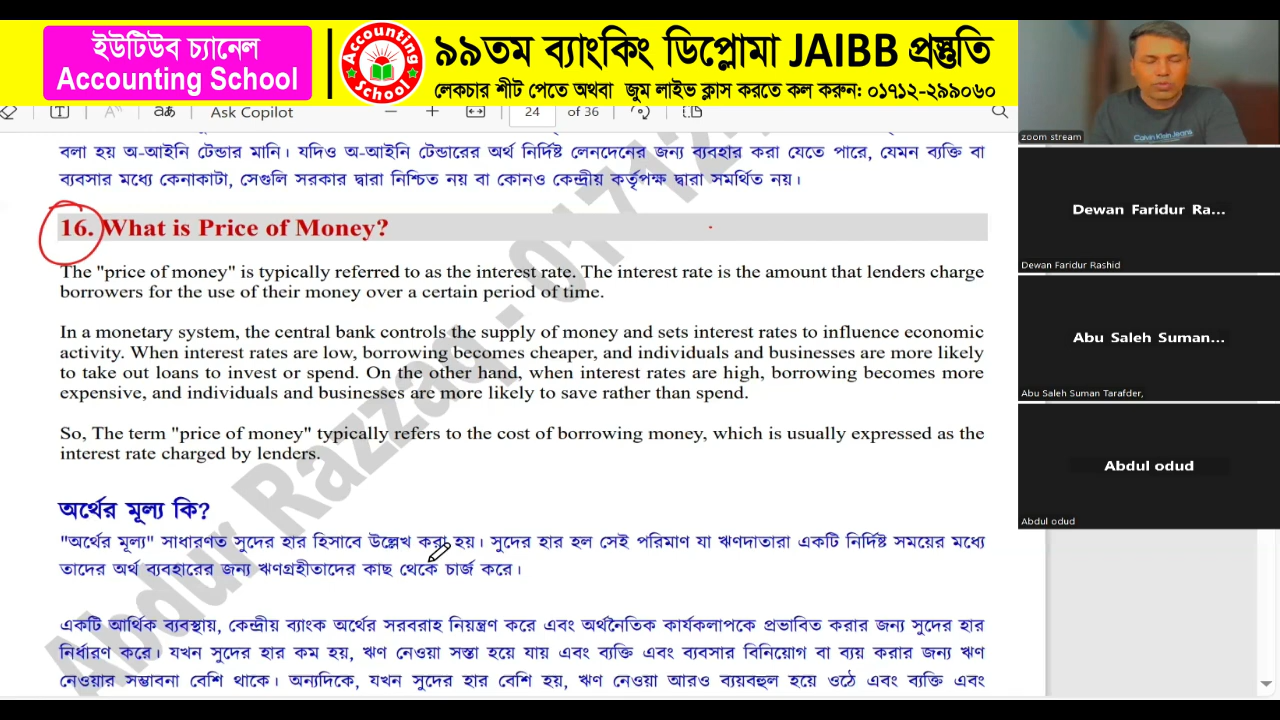 ইউটিউব চ্যানেল
Accounting School
Accounting
School
৯৯তম ব্যাংকিং ডিপ্লোমা JAIBB প্রস্তুতি
লেকচার শীট পেতে অথবা জুম লাইভ ক্লাস করতে কল করুন: ০১৭১২-২৯৯০৬০
Ask Copilot
24 of 36
বলা হয় অ-আইনি টেন্ডার মানি। যদিও অ-আইনি টেন্ডারের অর্থ নির্দিষ্ট লেনদেনের জন্য ব্যবহার করা যেতে পারে, যেমন ব্যক্তি বা
ব্যবসার মধ্যে কেনাকাটা, সেগুলি সরকার দ্বারা নিশ্চিত নয় বা কোনও কেন্দ্রীয় কর্তৃপক্ষ দ্বারা সমর্থিত নয়।
16. What is Price of Money?
The "price of money" is typically referred to as the interest rate. The interest rate is the amount that lenders charge
borrowers for the use of their money over a certain period of time.
In a monetary system, the central bank controls the supply of money and sets interest rates to influence economic
activity. When interest rates are low, borrowing becomes cheaper, and individuals and businesses are more likely
to take out loans to invest or spend. On the other hand, when interest rates are high, borrowing becomes more
expensive, and individuals and businesses are more likely to save rather than spend.
So, The term "price of money" typically refers to the cost of borrowing money, which is usually expressed as the
interest rate charged by lenders.
অর্থের মূল্য কি?
"অর্থের মূল্য" সাধারণত সুদের হার হিসাবে উল্লেখ করা হয়। সুদের হার হল সেই পরিমাণ যা ঋণদাতারা একটি নির্দিষ্ট সময়ের মধ্যে
তাদের অর্থ ব্যবহারের জন্য ঋণগ্রহীতাদের কাছ থেকে চার্জ করে।
একটি আর্থিক ব্যবস্থায়, কেন্দ্রীয় ব্যাংক অর্থের সরবরাহ নিয়ন্ত্রণ করে এবং অর্থনৈতিক কার্যকলাপকে প্রভাবিত করার জন্য সুদের হার
নির্ধারণ করে। যখন সুদের হার কম হয়, ঋণ নেওয়া সস্তা হয়ে যায় এবং ব্যক্তি এবং ব্যবসার বিনিয়োগ বা ব্যয় করার জন্য ঋণ
নেওয়ার সম্ভাবনা বেশি থাকে। অন্যদিকে, যখন সুদের হার বেশি হয়, ঋণ নেওয়া আরও ব্যয়বহুল হয়ে ওঠে এবং ব্যক্তি এবং
Abdur Razzaq - 01712-
Calvin Klein Jeans
zoom stream
Dewan Faridur Ra...
Dewan Faridur Rashid
Abu Saleh Suman...
Abu Saleh Suman Tarafder,
Abdul odud
Abdul odud